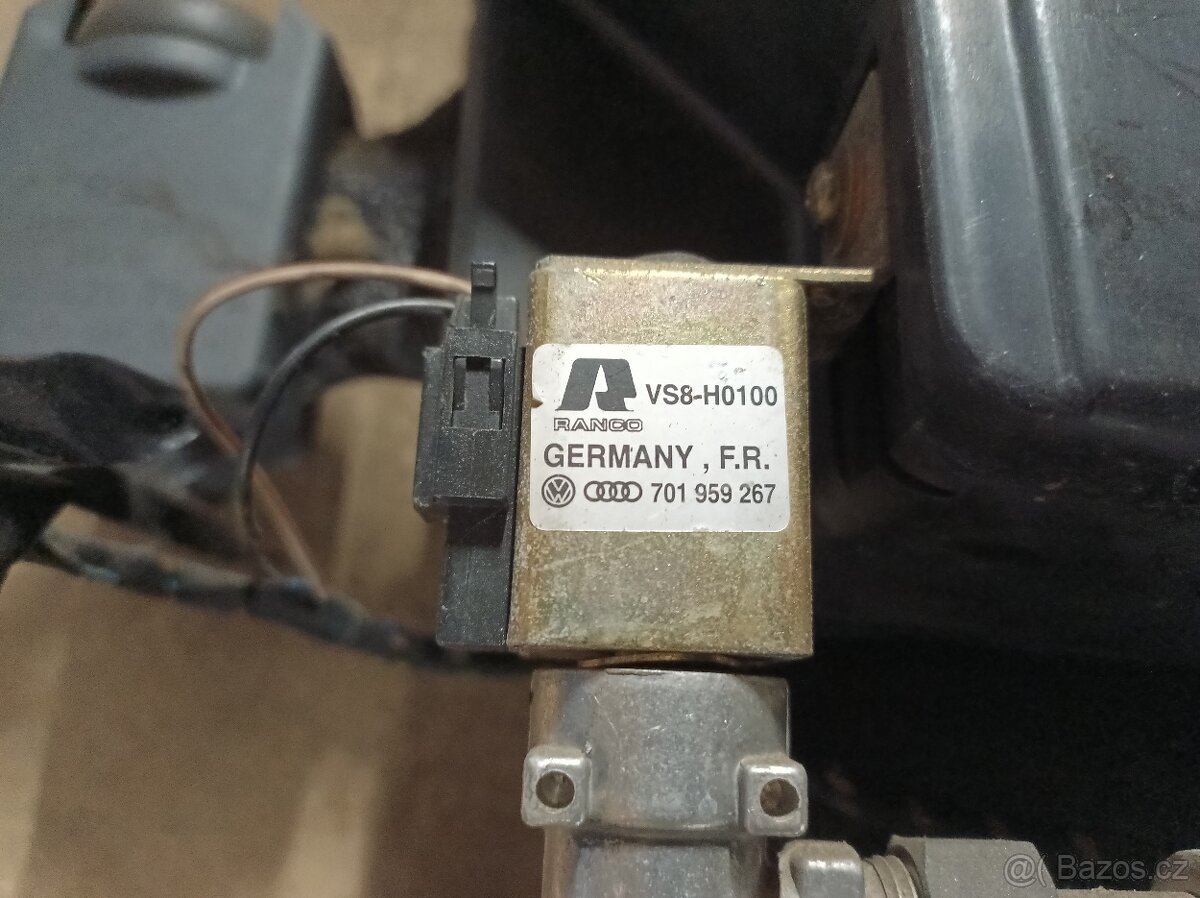 VS8-H0100
RANCO
GERMANY , F.R.
701 959 267
@( Bazos.cz